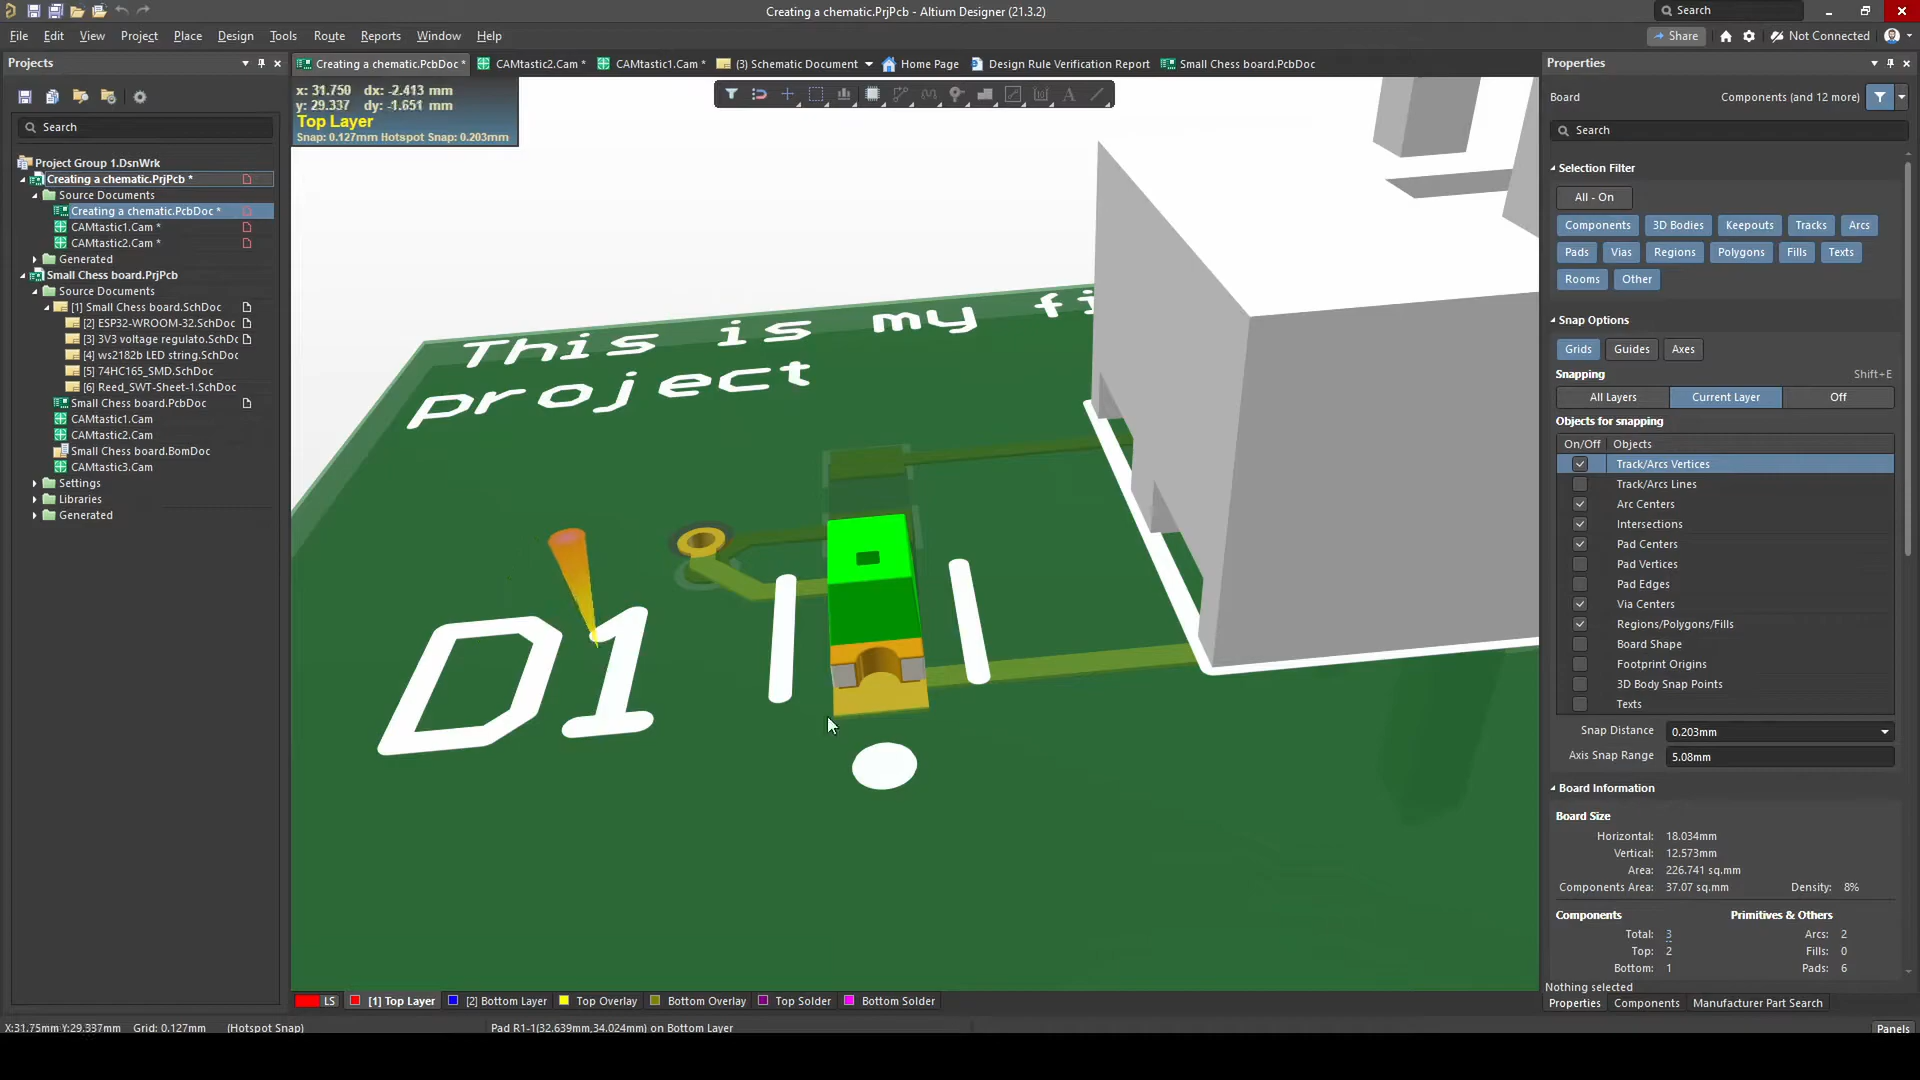 Creating a chematic.PrjPcb - Altium Designer (21.3.2)
Search
File Edit View Project Place Design Tools Route Reports Window Help
Share Not Connected
Projects
Creating a chematic.PcbDoc *
CAMtastic2.Cam *
CAMtastic1.Cam *
(3) Schematic Document
Home Page
Design Rule Verification Report
Small Chess board.PcbDoc
Search
Project Group 1.DsnWrk
Creating a chematic.PrjPcb *
Source Documents
Creating a chematic.PcbDoc *
CAMtastic1.Cam *
CAMtastic2.Cam *
Generated
Small Chess board.PrjPcb
Source Documents
[1] Small Chess board.SchDoc
[2] ESP32-WROOM-32.SchDoc
[3] 3V3 voltage regulato.SchDoc
[4] ws2182b LED string.SchDoc
[5] 74HC165_SMD.SchDoc
[6] Reed_SWT-Sheet-1.SchDoc
Small Chess board.PcbDoc
CAMtastic1.Cam
CAMtastic2.Cam
Small Chess board.BomDoc
CAMtastic3.Cam
Settings
Libraries
Generated
x: 31.750 dx: -2.413 mm
y: 29.337 dy: -1.651 mm
Top Layer
Snap: 0.127mm Hotspot Snap: 0.203mm
This is my fi
project
D1
LS
[1] Top Layer
[2] Bottom Layer
Top Overlay
Bottom Overlay
Top Solder
Bottom Solder
Properties
Board Components (and 12 more)
Search
Selection Filter
All - On
Components 3D Bodies Keepouts Tracks Arcs
Pads Vias Regions Polygons Fills Texts
Rooms Other
Snap Options
Grids Guides Axes
Snapping Shift+E
All Layers Current Layer Off
Objects for snapping
On/Off Objects
Track/Arcs Vertices
Track/Arcs Lines
Arc Centers
Intersections
Pad Centers
Pad Vertices
Pad Edges
Via Centers
Regions/Polygons/Fills
Board Shape
Footprint Origins
3D Body Snap Points
Texts
Snap Distance 0.203mm
Axis Snap Range 5.08mm
Board Information
Board Size
Horizontal: 18.034mm
Vertical: 12.573mm
Area: 226.741 sq.mm
Components Area: 37.07 sq.mm Density: 8%
Components Primitives & Others
Total: 3 Arcs: 2
Top: 2 Fills: 0
Bottom: 1 Pads: 6
Nothing selected
Properties Components Manufacturer Part Search
X:31.75mm Y:29.337mm Grid: 0.127mm (Hotspot Snap)
Pad R1-1(32.639mm,34.024mm) on Bottom Layer
Panels